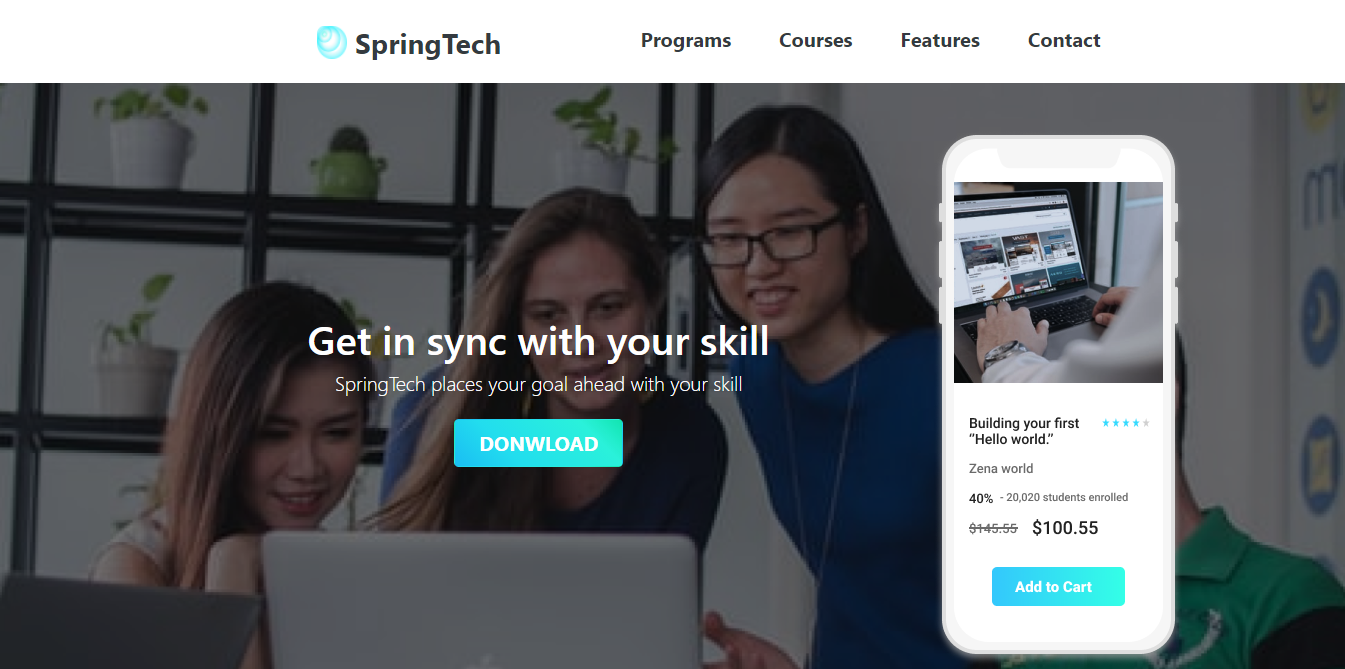 SpringTech
Programs
Courses
Features
Contact
Get in sync with your skill
SpringTech places your goal ahead with your skill
DONWLOAD
Building your first
”Hello world.”
Zena world
40% - 20,020 students enrolled
$145.55 $100.55
Add to Cart